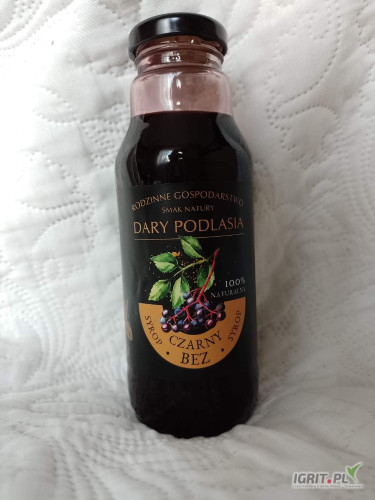 RODZINNE GOSPODARSTWO
SMAK NATURY
DARY PODLASIA
100%
NATURALNY
SYROP · CZARNY BEZ · SYROP
IGRIT.PL